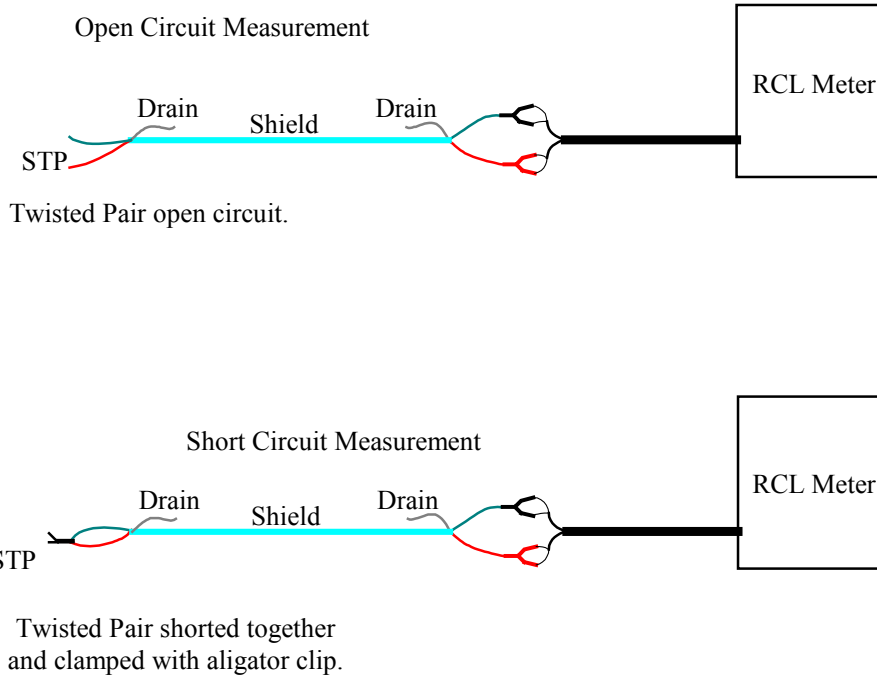 Open Circuit Measurement
RCL Meter
Drain
Shield
Drain
STP
Twisted Pair open circuit.
Short Circuit Measurement
RCL Meter
Drain
Shield
Drain
STP
Twisted Pair shorted together
and clamped with aligator clip.